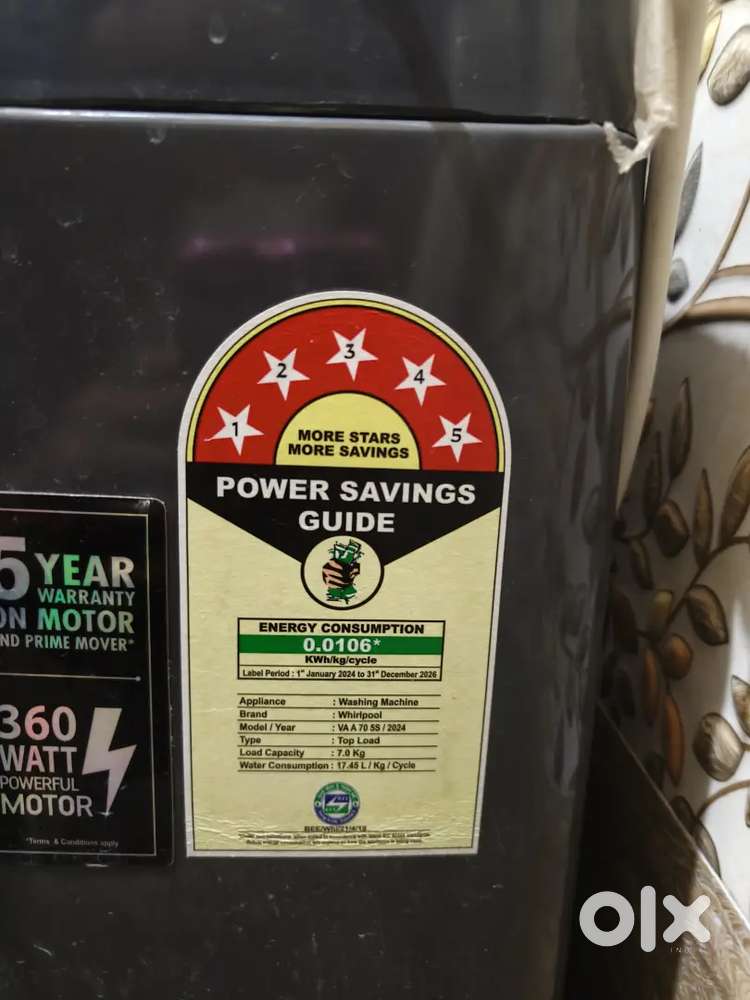 1
2
3
4
5
MORE STARS
MORE SAVINGS
POWER SAVINGS
GUIDE
ENERGY CONSUMPTION
0.0106*
KWh/kg/cycle
Label Period : 1st January 2024 to 31st December 2026
Appliance : Washing Machine
Brand : Whirlpool
Model / Year : VA A 70 5S / 2024
Type : Top Load
Load Capacity : 7.0 Kg
Water Consumption : 17.45 L / Kg / Cycle
5 YEAR
WARRANTY
ON MOTOR
ND PRIME MOVER*
360
WATT
POWERFUL
MOTOR
*Terms & Conditions apply
olx